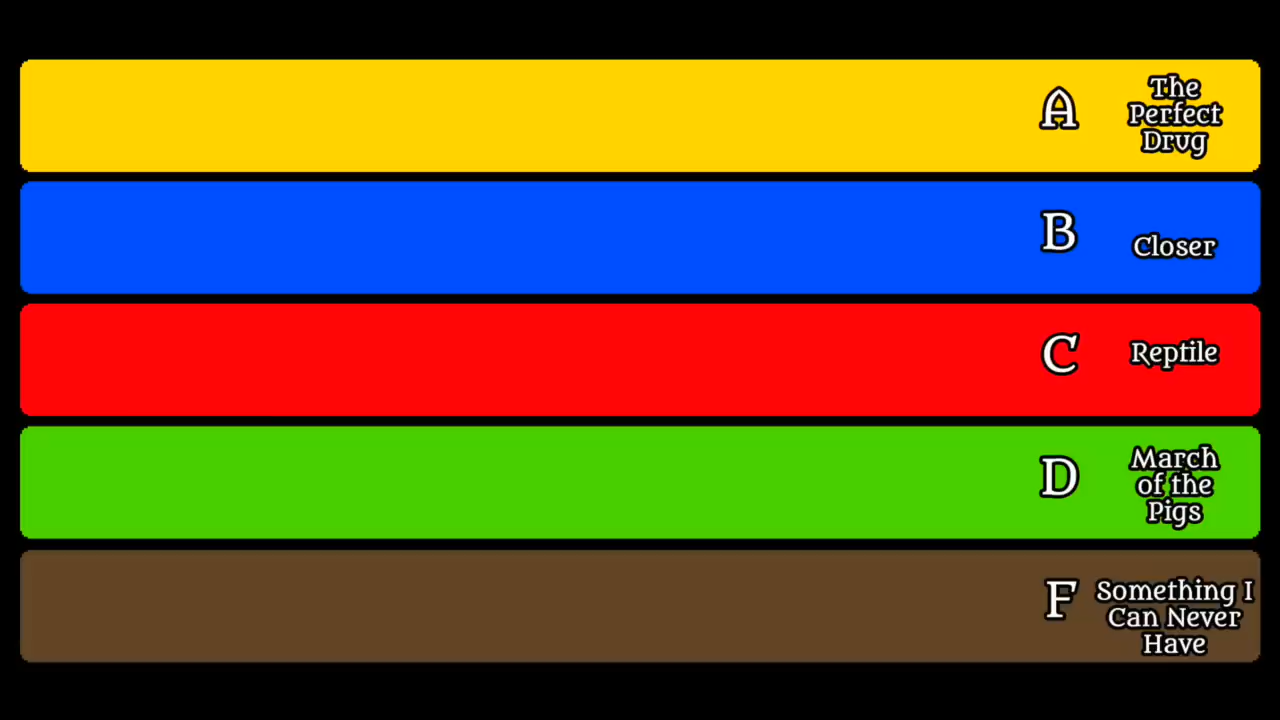 A
The
Perfect
Drug
B
Closer
C
Reptile
D
March
of the
Pigs
F
Something I
Can Never
Have